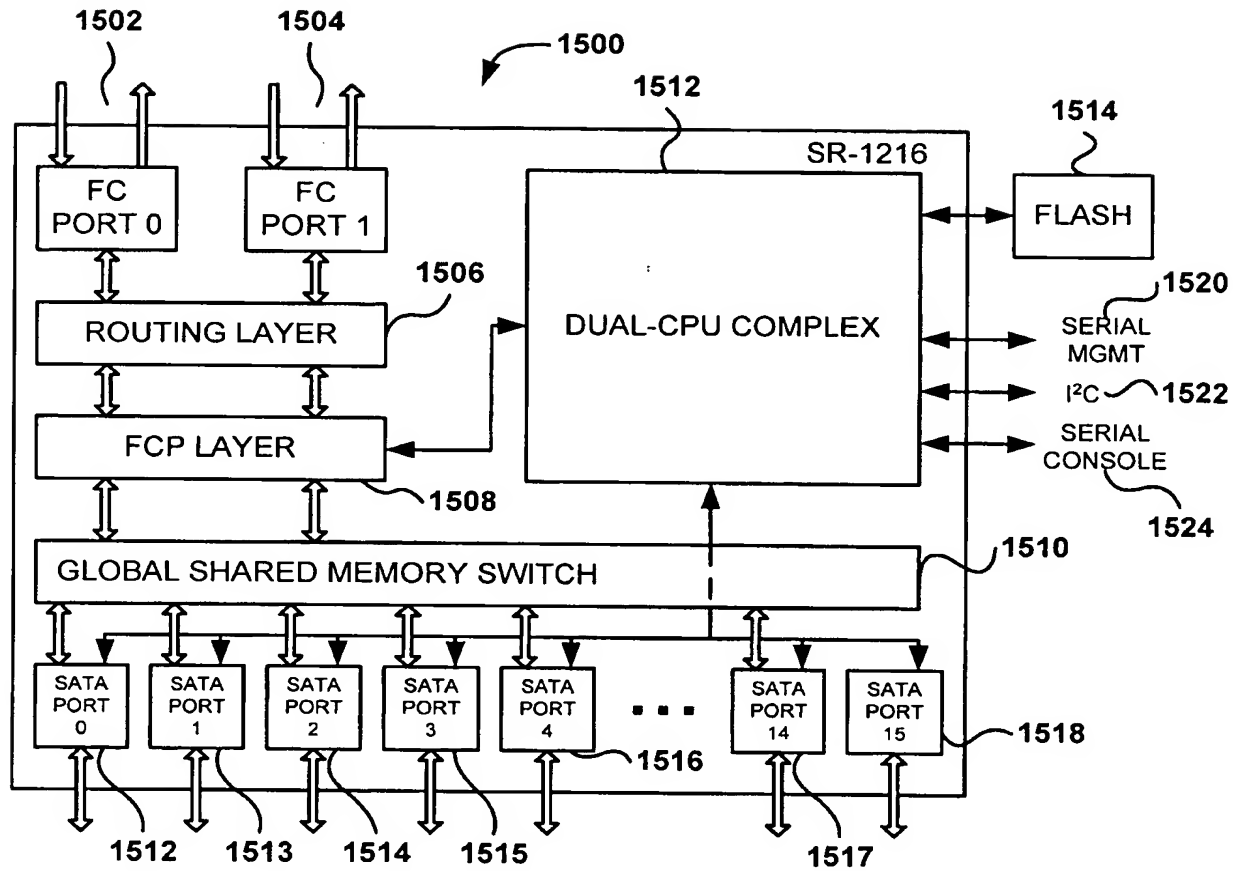 1502
1504
1500
1512
1514
SR-1216
FC
PORT 0
FC
PORT 1
FLASH
1506
1520
ROUTING LAYER
DUAL-CPU COMPLEX
SERIAL
MGMT
I²C
1522
FCP LAYER
SERIAL
CONSOLE
1508
1524
1510
GLOBAL SHARED MEMORY SWITCH
SATA
PORT
0
SATA
PORT
1
SATA
PORT
2
SATA
PORT
3
SATA
PORT
4
SATA
PORT
14
SATA
PORT
15
1518
1516
1512
1513
1514
1515
1517